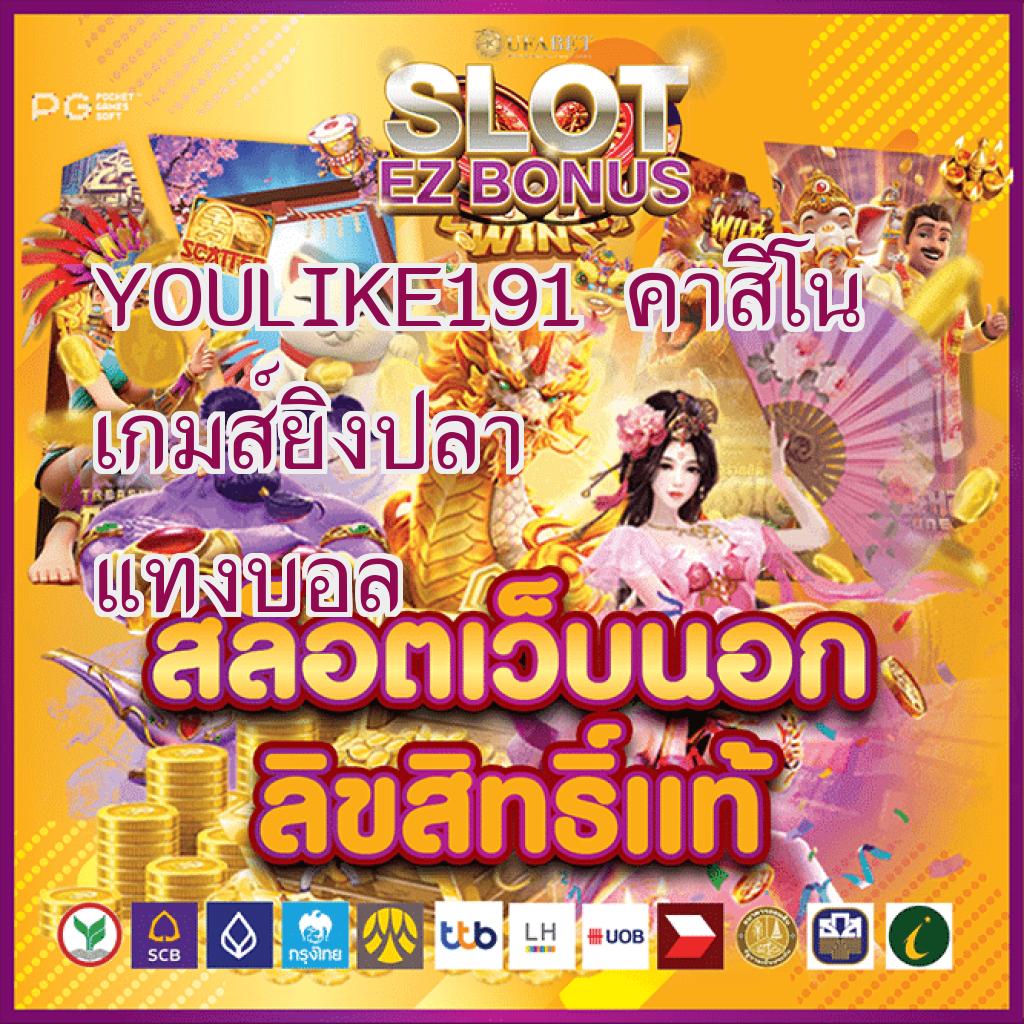 UFABET
SLOT
PG POCKET GAMES SOFT
EZ BONUS
WINS
WILD
SCATTER
YOULIKE191 คาสิโน
เกมส์ยิงปลา
แทงบอล
สล็อตเว็บนอก
ลิขสิทธิ์แท้
SCB
กรุงไทย
ttb
LH
UOB